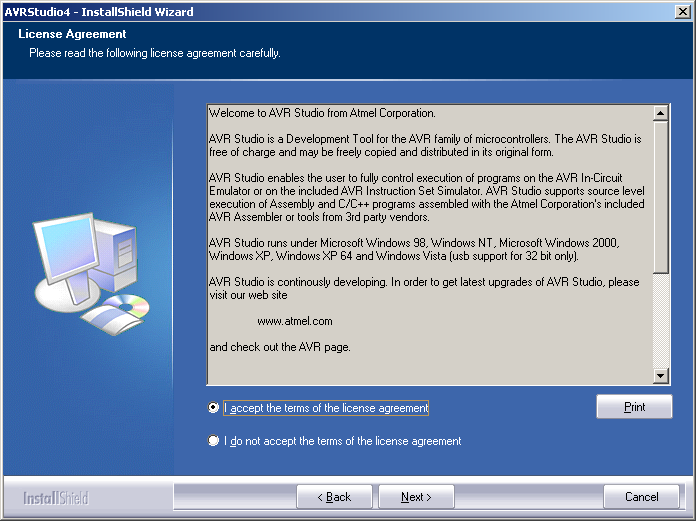 AVRStudio4 - InstallShield Wizard
License Agreement
Please read the following license agreement carefully.
Welcome to AVR Studio from Atmel Corporation.
AVR Studio is a Development Tool for the AVR family of microcontrollers. The AVR Studio is
free of charge and may be freely copied and distributed in its original form.
AVR Studio enables the user to fully control execution of programs on the AVR In-Circuit
Emulator or on the included AVR Instruction Set Simulator. AVR Studio supports source level
execution of Assembly and C/C++ programs assembled with the Atmel Corporation's included
AVR Assembler or tools from 3rd party vendors.
AVR Studio runs under Microsoft Windows 98, Windows NT, Microsoft Windows 2000,
Windows XP, Windows XP 64 and Windows Vista (usb support for 32 bit only).
AVR Studio is continously developing. In order to get latest upgrades of AVR Studio, please
visit our web site
www.atmel.com
and check out the AVR page.
I accept the terms of the license agreement
Print
I do not accept the terms of the license agreement
InstallShield
< Back
Next >
Cancel